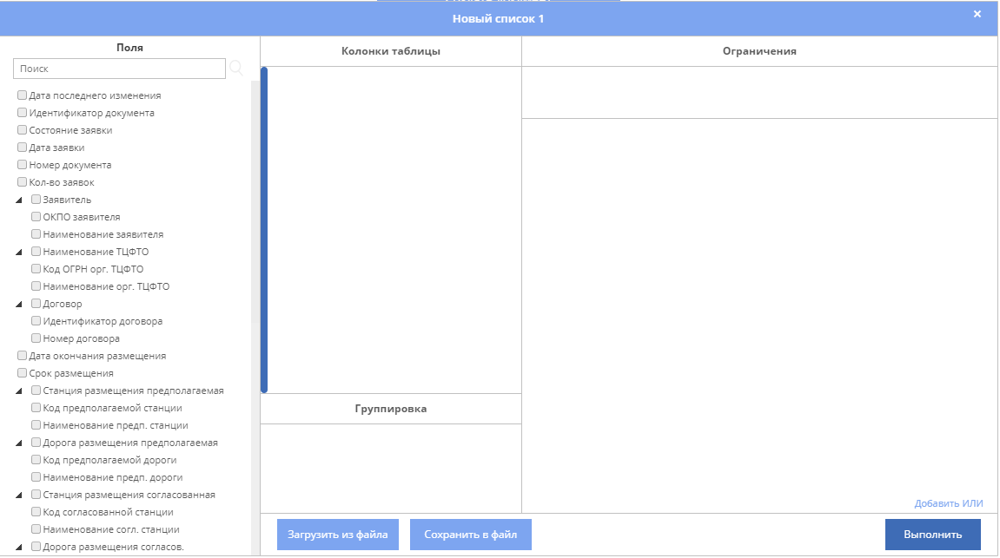 Новый список 1
×
Поля
Поиск
Дата последнего изменения
Идентификатор документа
Состояние заявки
Дата заявки
Номер документа
Кол-во заявок
Заявитель
ОКПО заявителя
Наименование заявителя
Наименование ТЦФТО
Код ОГРН орг. ТЦФТО
Наименование орг. ТЦФТО
Договор
Идентификатор договора
Номер договора
Дата окончания размещения
Срок размещения
Станция размещения предполагаемая
Код предполагаемой станции
Наименование предп. станции
Дорога размещения предполагаемая
Код предполагаемой дороги
Наименование предп. дороги
Станция размещения согласованная
Код согласованной станции
Наименование согл. станции
Дорога размещения согласов.
Колонки таблицы
Группировка
Ограничения
Добавить ИЛИ
Загрузить из файла
Сохранить в файл
Выполнить